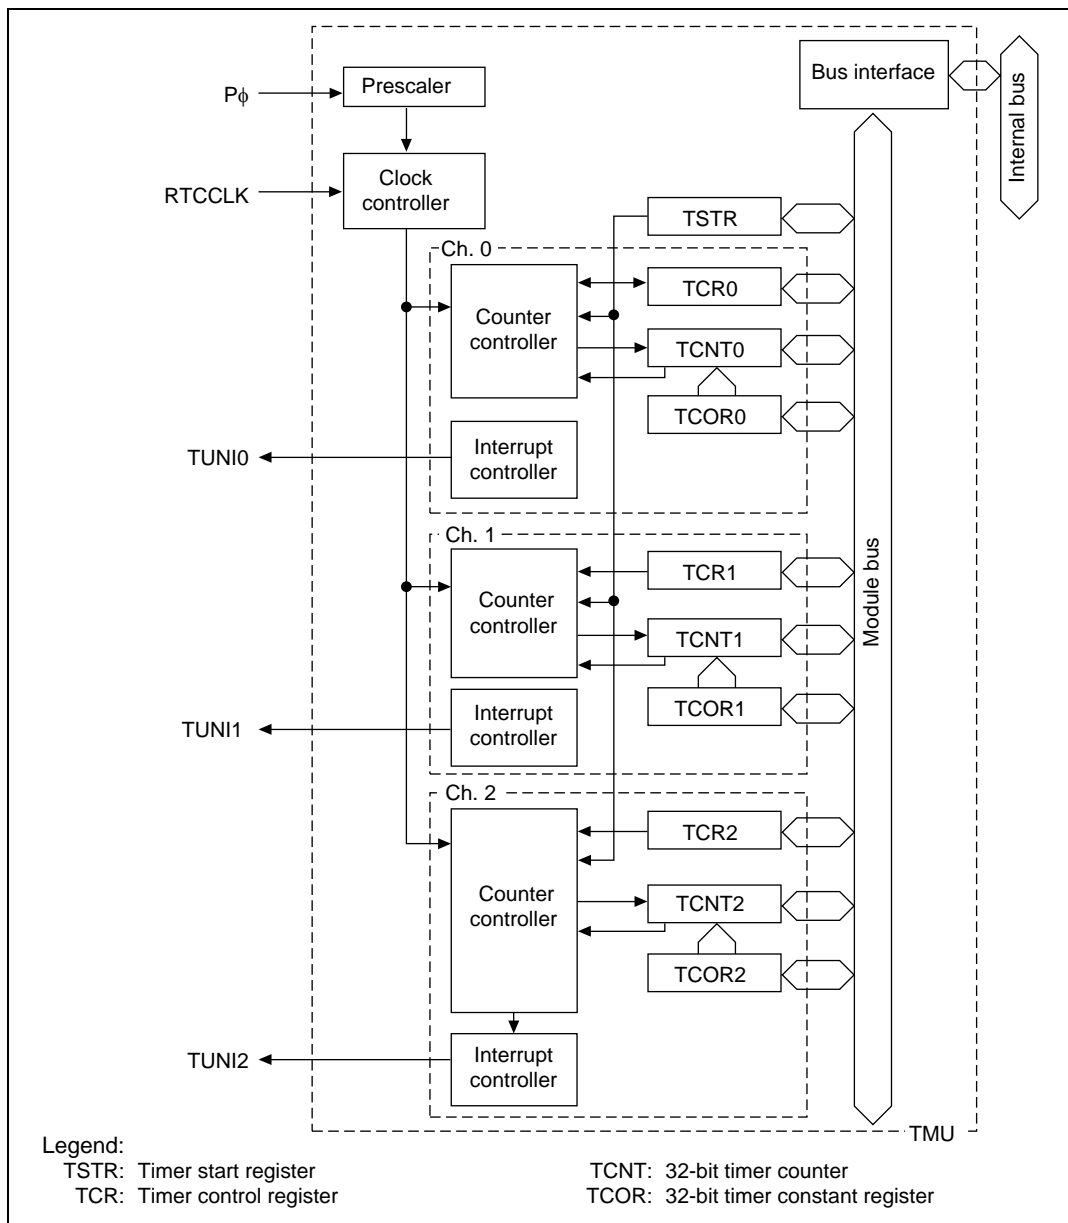 Bus interface
Internal bus
Prescaler
Pϕ
Clock
controller
RTCCLK
TSTR
Ch. 0
Counter
controller
TCR0
TCNT0
TCOR0
Interrupt
controller
TUNI0
Ch. 1
Counter
controller
TCR1
TCNT1
TCOR1
Module bus
Interrupt
controller
TUNI1
Ch. 2
Counter
controller
TCR2
TCNT2
TCOR2
Interrupt
controller
TUNI2
TMU
Legend:
TSTR: Timer start register
TCR: Timer control register
TCNT: 32-bit timer counter
TCOR: 32-bit timer constant register